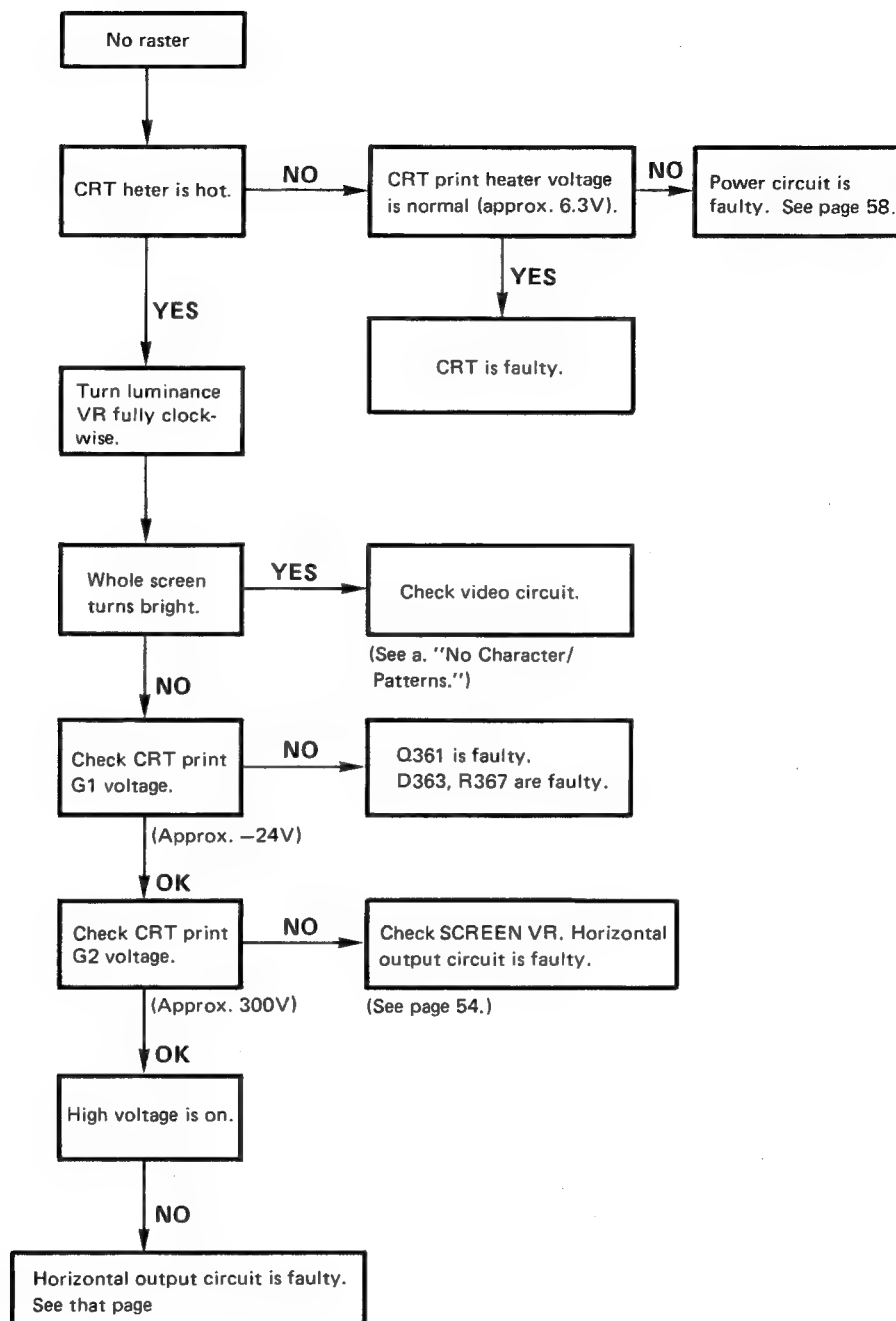 No raster
CRT heter is hot.
NO
CRT print heater voltage
is normal (approx. 6.3V).
NO
Power circuit is
faulty. See page 58.
YES
YES
CRT is faulty.
Turn luminance
VR fully clock-
wise.
Whole screen
turns bright.
YES
Check video circuit.
(See a. "No Character/
Patterns.")
NO
Check CRT print
G1 voltage.
NO
Q361 is faulty.
D363, R367 are faulty.
(Approx. −24V)
OK
Check CRT print
G2 voltage.
NO
Check SCREEN VR. Horizontal
output circuit is faulty.
(Approx. 300V)
(See page 54.)
OK
High voltage is on.
NO
Horizontal output circuit is faulty.
See that page